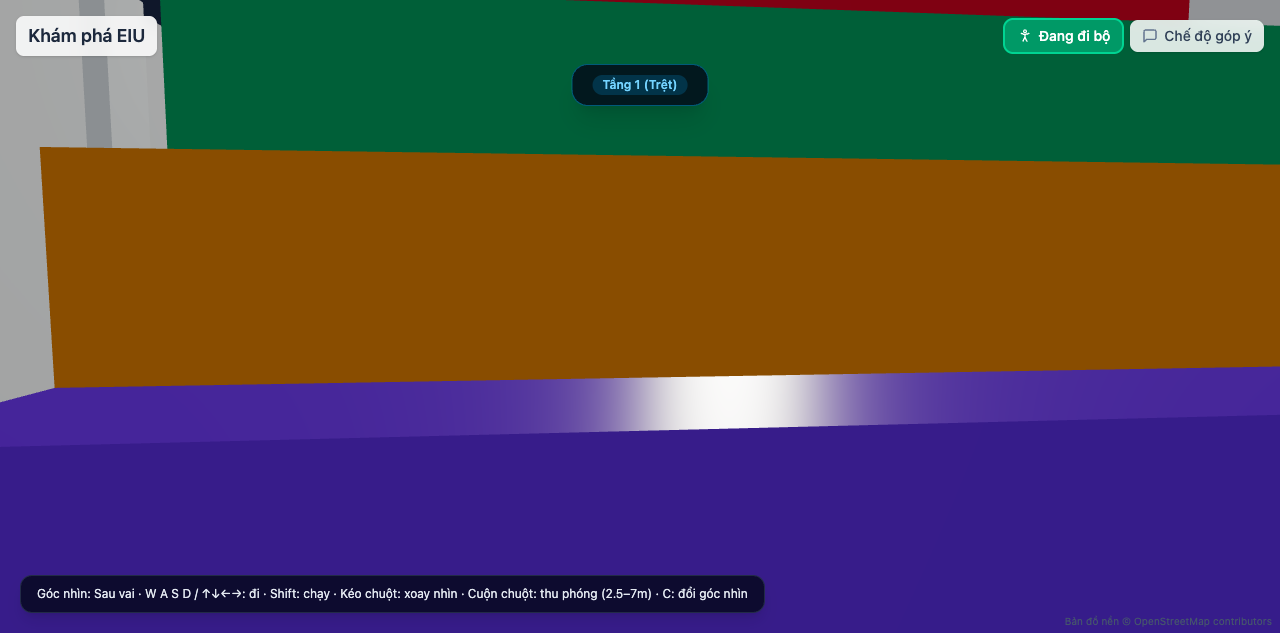 Khám phá EIU
Đang đi bộ
Chế độ góp ý
Tầng 1 (Trệt)
Góc nhìn: Sau vai · W A S D / ↑↓←→: đi · Shift: chạy · Kéo chuột: xoay nhìn · Cuộn chuột: thu phóng (2.5–7m) · C: đổi góc nhìn
Bản đồ nền © OpenStreetMap contributors